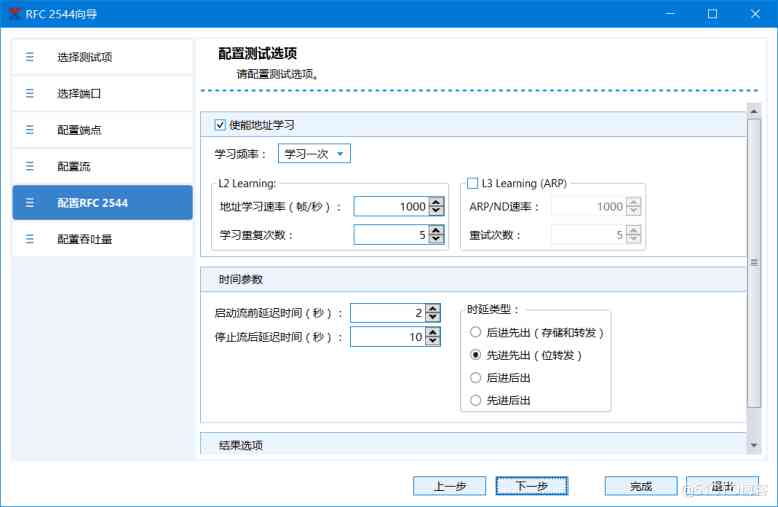 RFC 2544向导
选择测试项
选择端口
配置端点
配置流
配置RFC 2544
配置吞吐量
配置测试选项
请配置测试选项。
使能地址学习
学习频率： 学习一次
L2 Learning:
地址学习速率（帧/秒）： 1000
学习重复次数： 5
L3 Learning (ARP)
ARP/ND速率： 1000
重试次数： 5
时间参数
启动流前延迟时间（秒）： 2
停止流后延迟时间（秒）： 10
时延类型：
后进先出（存储和转发）
先进先出（位转发）
后进后出
先进后出
结果选项
上一步 下一步 完成 退出